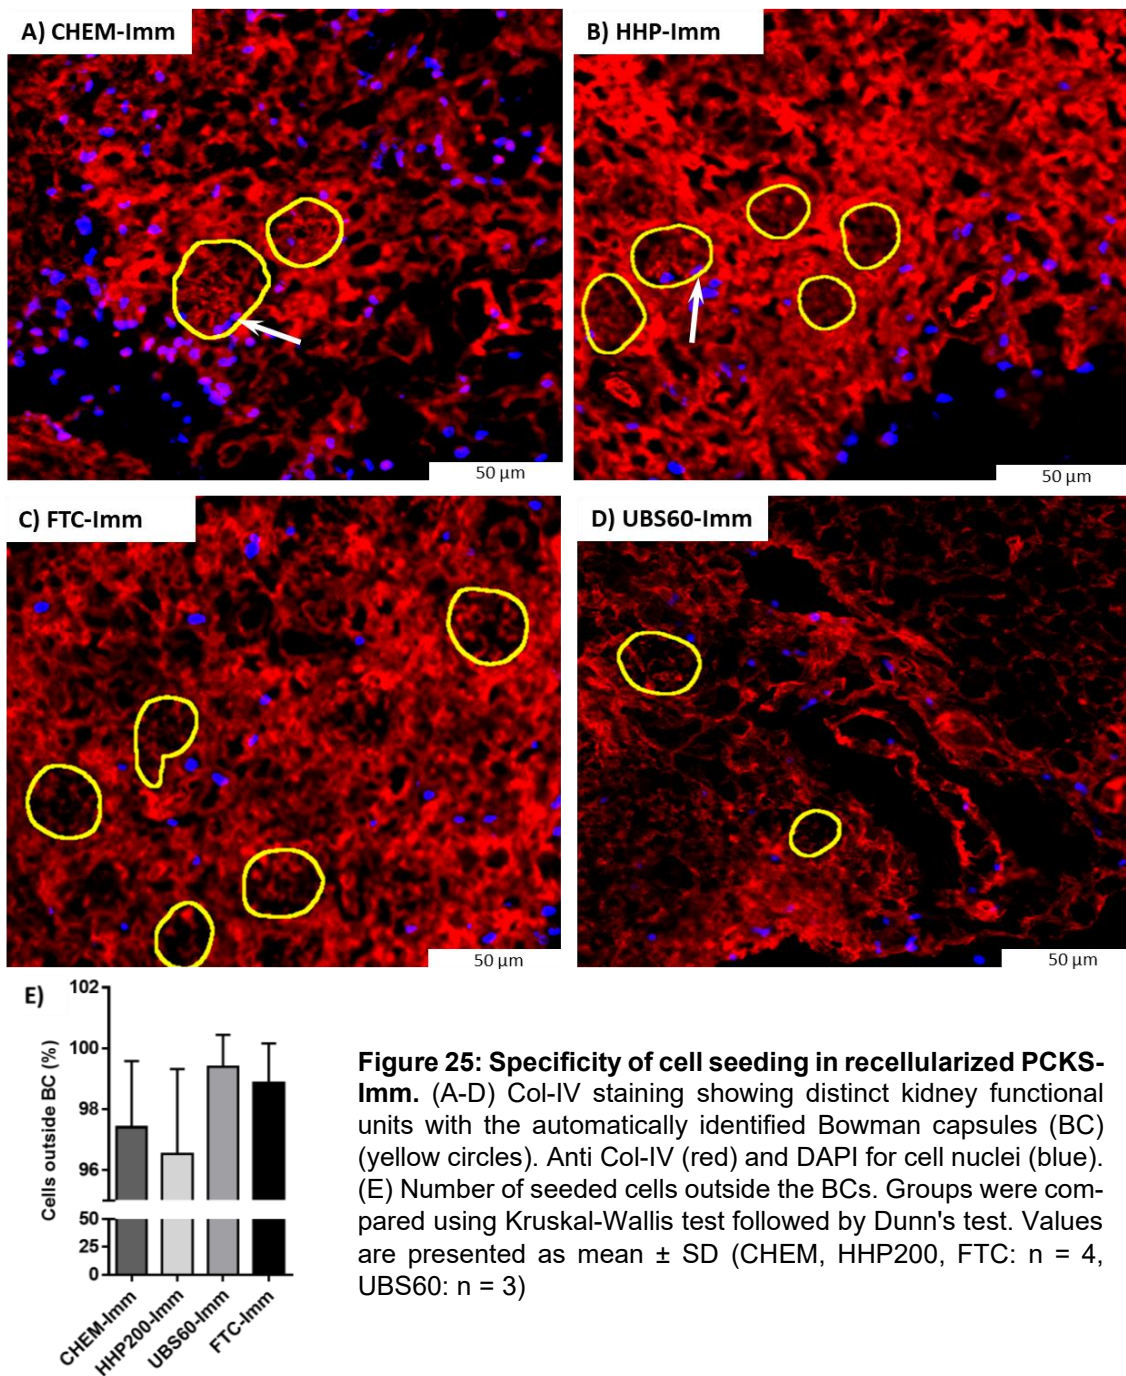 A) CHEM-Imm
B) HHP-Imm
50 µm
50 µm
C) FTC-Imm
D) UBS60-Imm
50 µm
50 µm
E)
Cells outside BC (%)
102
100
98
96
50
25
0
CHEM-Imm
HHP200-Imm
UBS60-Imm
FTC-Imm
Figure 25: Specificity of cell seeding in recellularized PCKS-
Imm. (A-D) Col-IV staining showing distinct kidney functional
units with the automatically identified Bowman capsules (BC)
(yellow circles). Anti Col-IV (red) and DAPI for cell nuclei (blue).
(E) Number of seeded cells outside the BCs. Groups were com-
pared using Kruskal-Wallis test followed by Dunn's test. Values
are presented as mean ± SD (CHEM, HHP200, FTC: n = 4,
UBS60: n = 3)